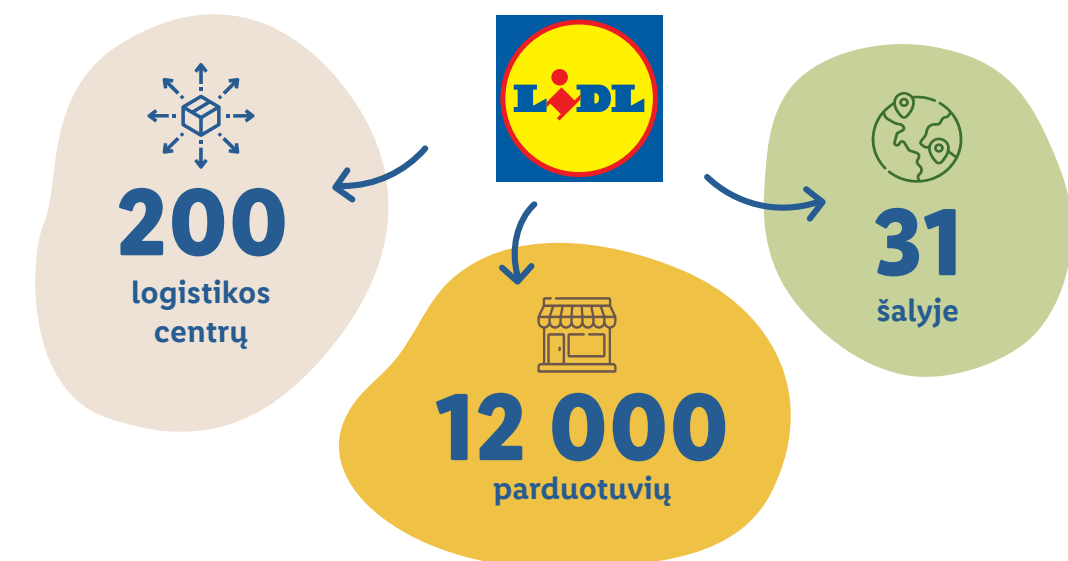 LIDL
200
logistikos
centrų
12 000
parduotuvių
31
šalyje